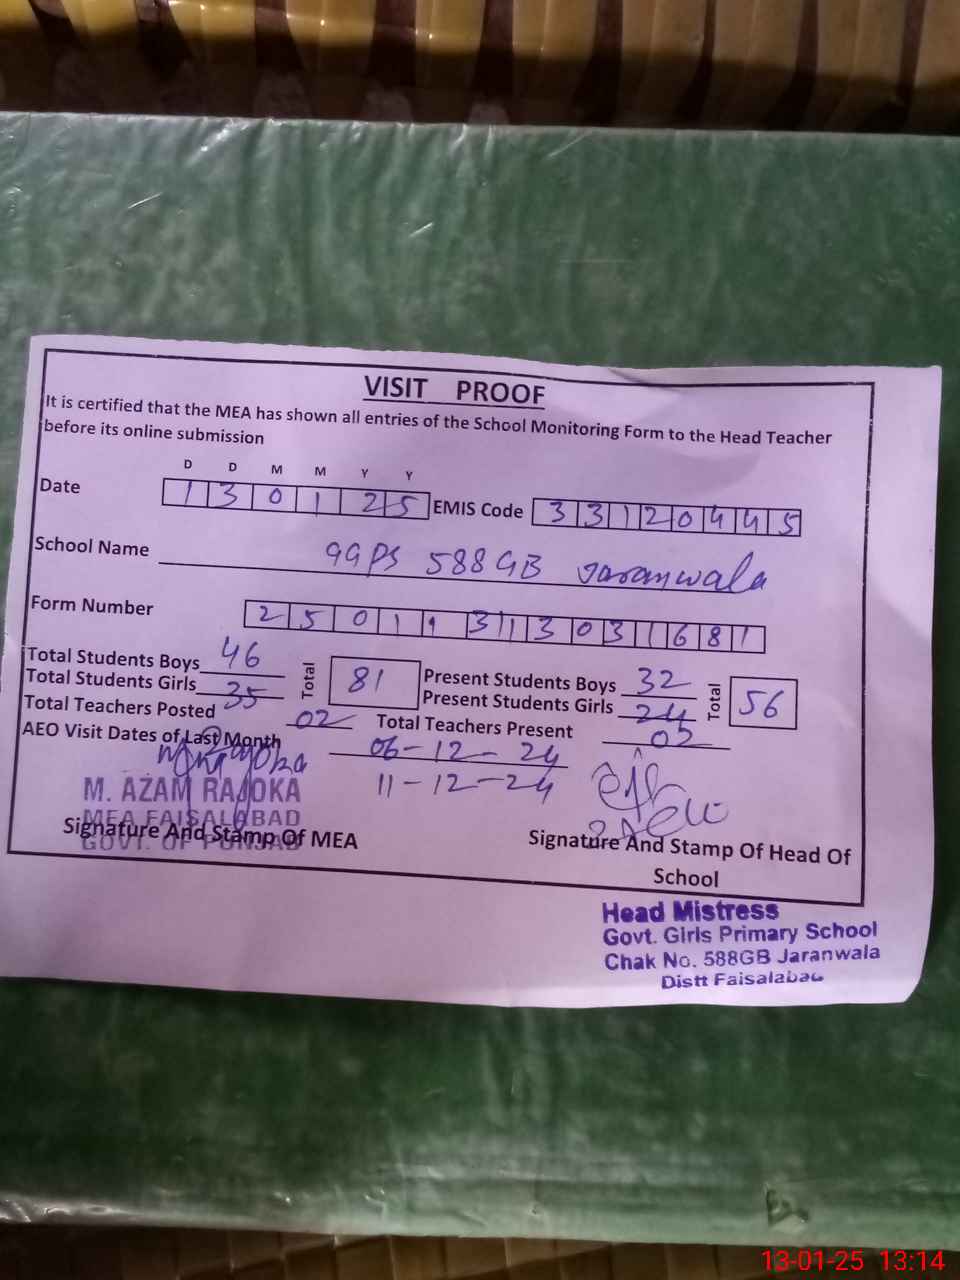 VISIT PROOF
It is certified that the MEA has shown all entries of the School Monitoring Form to the Head Teacher
before its online submission
D D M M Y Y
Date 1 3 0 1 2 5 EMIS Code 3 3 1 2 0 4 4 5
School Name GGPS 588GB Jaranwala
Form Number 2 5 0 1 1 3 1 3 0 3 1 6 8 1
Total Students Boys 46 Total 81 Present Students Boys 32 Total 56
Total Students Girls 35 Present Students Girls 24
Total Teachers Posted 02 Total Teachers Present 02
AEO Visit Dates of Last Month 06-12-24
11-12-24
M. AZAM RAJOKA
MEA FAISALABAD
GOVT. OF PUNJAB
Signature And Stamp Of MEA
Signature And Stamp Of Head Of
School
Head Mistress
Govt. Girls Primary School
Chak No. 588GB Jaranwala
Distt Faisalabad
13-01-25 13:14